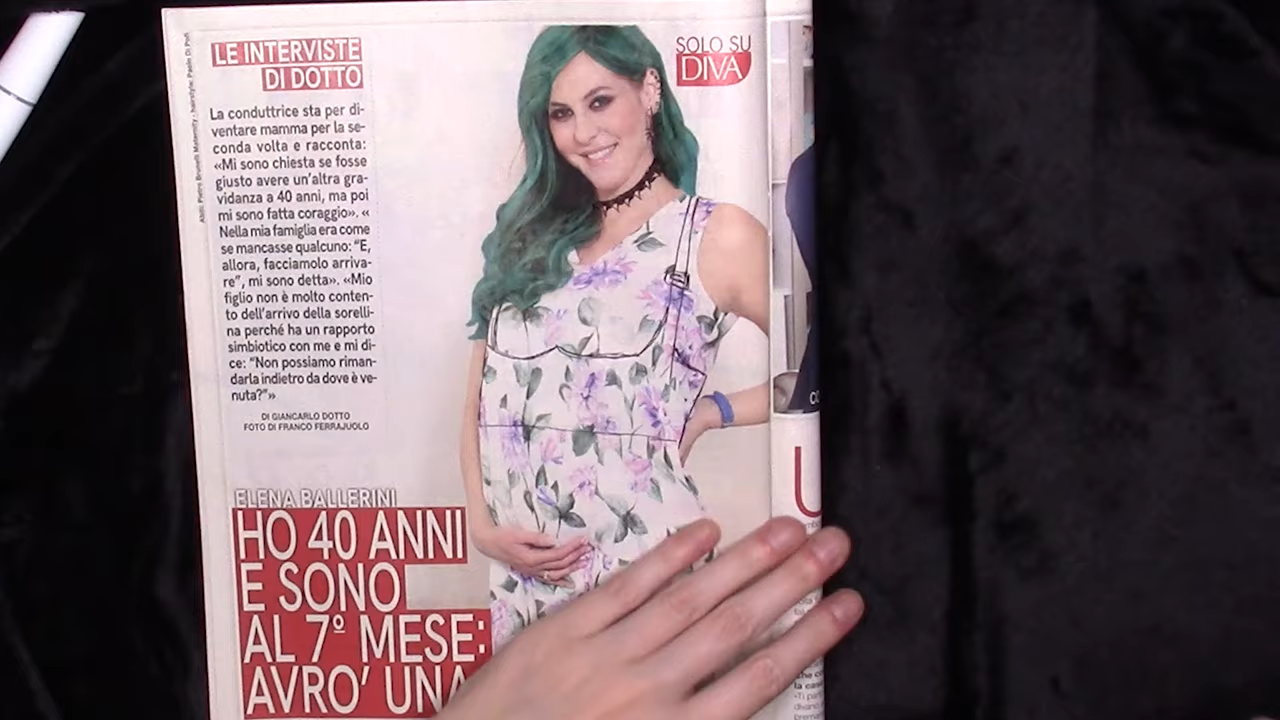 LE INTERVISTE
DI DOTTO
La conduttrice sta per di-
ventare mamma per la se-
conda volta e racconta:
«Mi sono chiesta se fosse
giusto avere un'altra gra-
vidanza a 40 anni, ma poi
mi sono fatta coraggio». «
Nella mia famiglia era come
se mancasse qualcuno: "E,
allora, facciamolo arriva-
re", mi sono detta». «Mio
figlio non è molto conten-
to dell'arrivo della sorelli-
na perché ha un rapporto
simbiotico con me e mi di-
ce: "Non possiamo riman-
darla indietro da dove è ve-
nuta?"»
DI GIANCARLO DOTTO
FOTO DI FRANCO FERRAJUOLO
ELENA BALLERINI
HO 40 ANNI
E SONO
AL 7º MESE:
AVRO' UNA
SOLO SU
DIVA